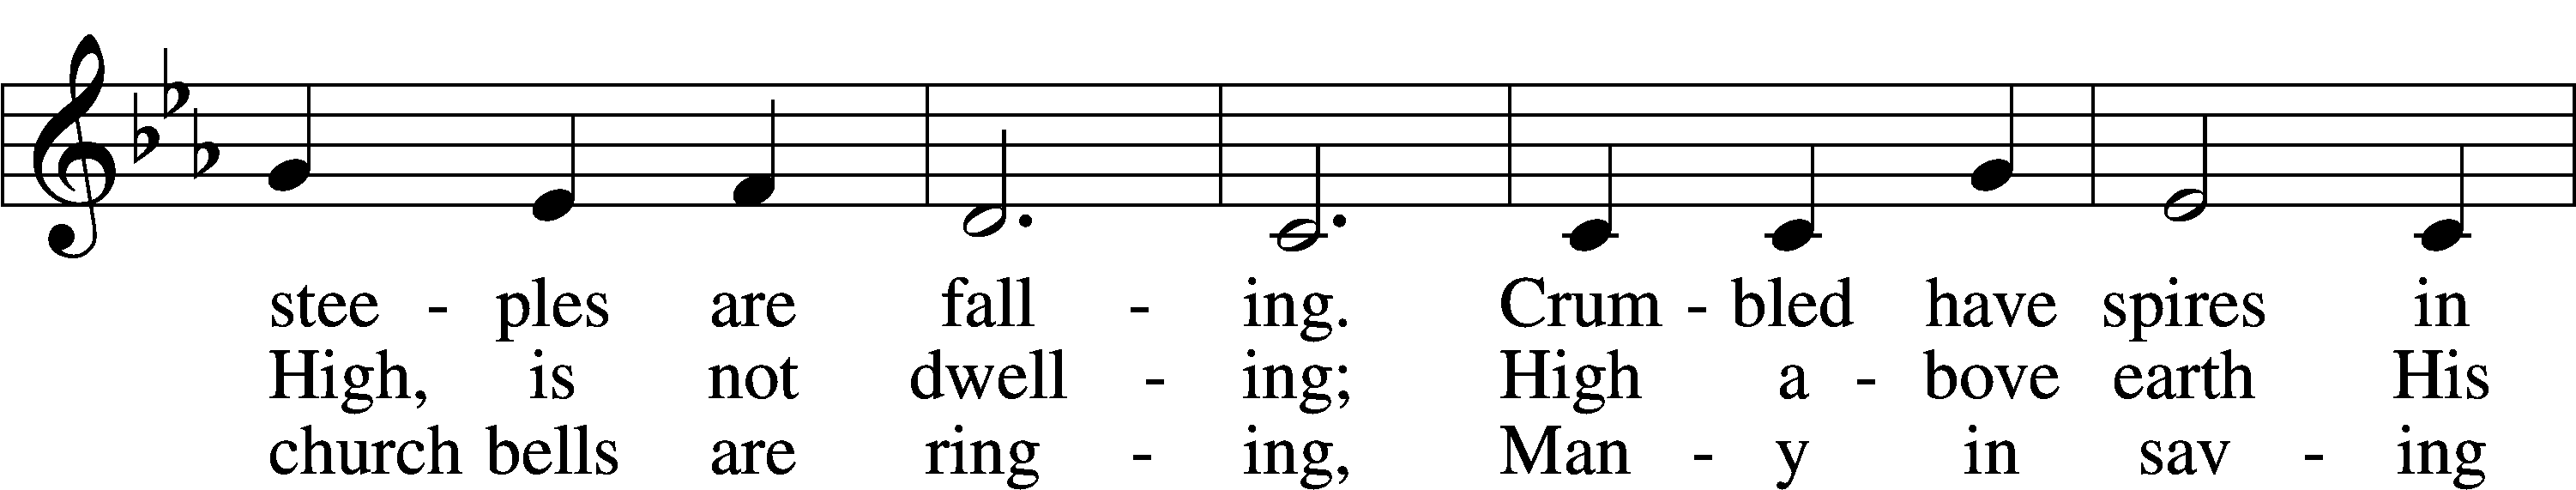 stee - ples are fall - ing. Crum - bled have spires in
High, is not dwell - ing; High a - bove earth His
church bells are ring - ing, Man - y in sav - ing